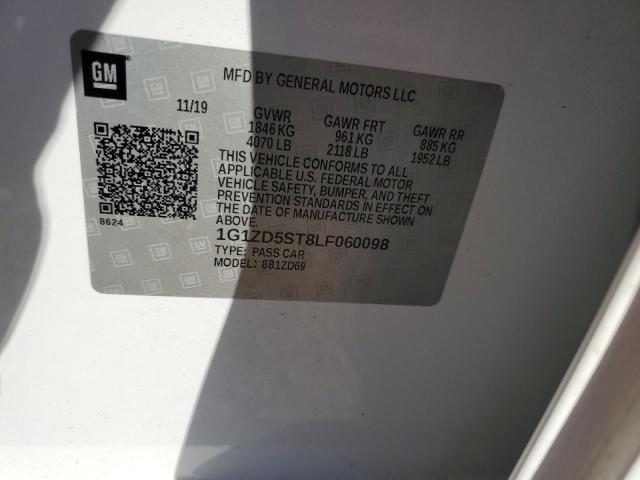 GM®
MFD BY GENERAL MOTORS LLC
11/19
GVWR GAWR FRT GAWR RR
1846 KG 961 KG 885 KG
4070 LB 2118 LB 1952 LB
THIS VEHICLE CONFORMS TO ALL
APPLICABLE U.S. FEDERAL MOTOR
VEHICLE SAFETY, BUMPER, AND THEFT
PREVENTION STANDARDS IN EFFECT ON
THE DATE OF MANUFACTURE SHOWN
ABOVE.
8624
1G1ZD5ST8LF060098
TYPE: PASS CAR
MODEL: 881ZD69